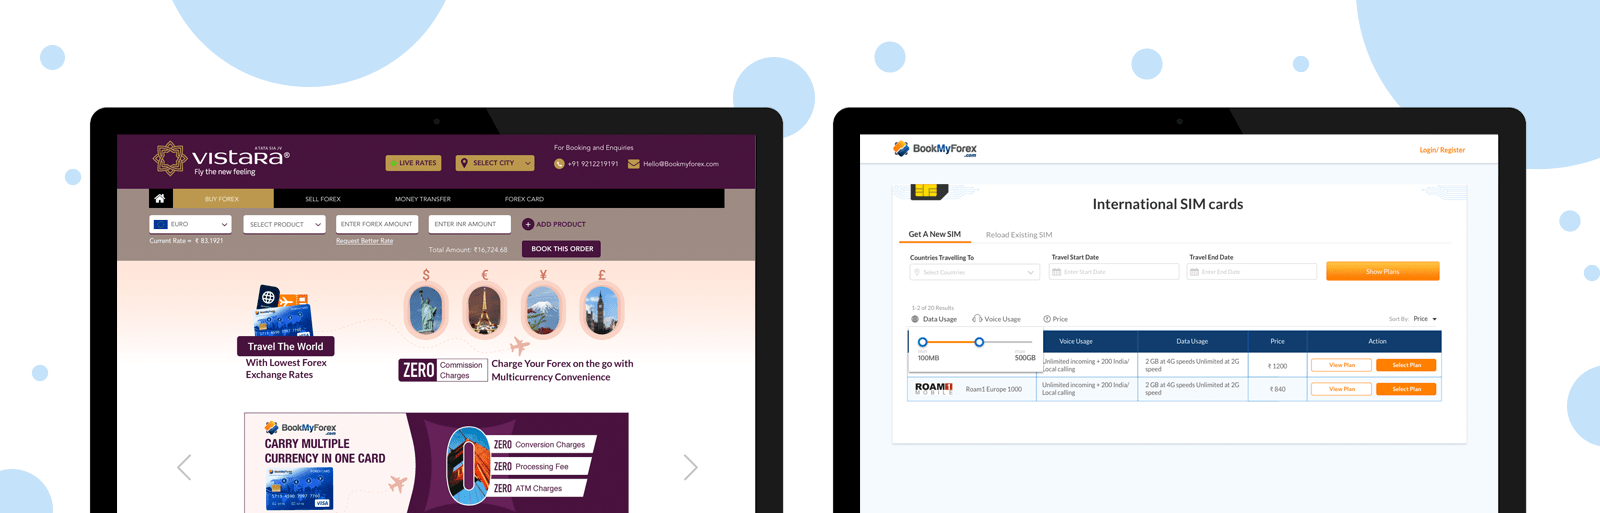 A TATA SIA JV
VISTARA®
Fly the new feeling
LIVE RATES
SELECT CITY
For Booking and Enquiries
+91 9212219191
Hello@Bookmyforex.com
BUY FOREX
SELL FOREX
MONEY TRANSFER
FOREX CARD
EURO
SELECT PRODUCT
ENTER FOREX AMOUNT
ENTER INR AMOUNT
+ ADD PRODUCT
Current Rate = ₹ 83.1921
Request Better Rate
Total Amount: ₹16,724.68
BOOK THIS ORDER
$
€
¥
£
Travel The World
With Lowest Forex
Exchange Rates
ZERO Commission
Charges
Charge Your Forex on the go with
Multicurrency Convenience
BookMyForex
.com
CARRY MULTIPLE
CURRENCY IN ONE CARD
ZERO Conversion Charges
ZERO Processing Fee
ZERO ATM Charges
VISA
BookMyForex
.com
Login/ Register
International SIM cards
Get A New SIM
Reload Existing SIM
Countries Travelling To
Travel Start Date
Travel End Date
Select Countries
Enter Start Date
Enter End Date
Show Plans
1-2 of 20 Results
Data Usage
Voice Usage
Price
Sort By: Price
Voice Usage
Data Usage
Price
Action
100MB
500GB
Unlimited incoming + 200 India/
Local calling
2 GB at 4G speeds Unlimited at 2G
speed
₹ 1200
View Plan
Select Plan
ROAM1
MOBILE
Roam1 Europe 1000
Unlimited incoming + 200 India/
Local calling
2 GB at 4G speeds Unlimited at 2G
speed
₹ 840
View Plan
Select Plan